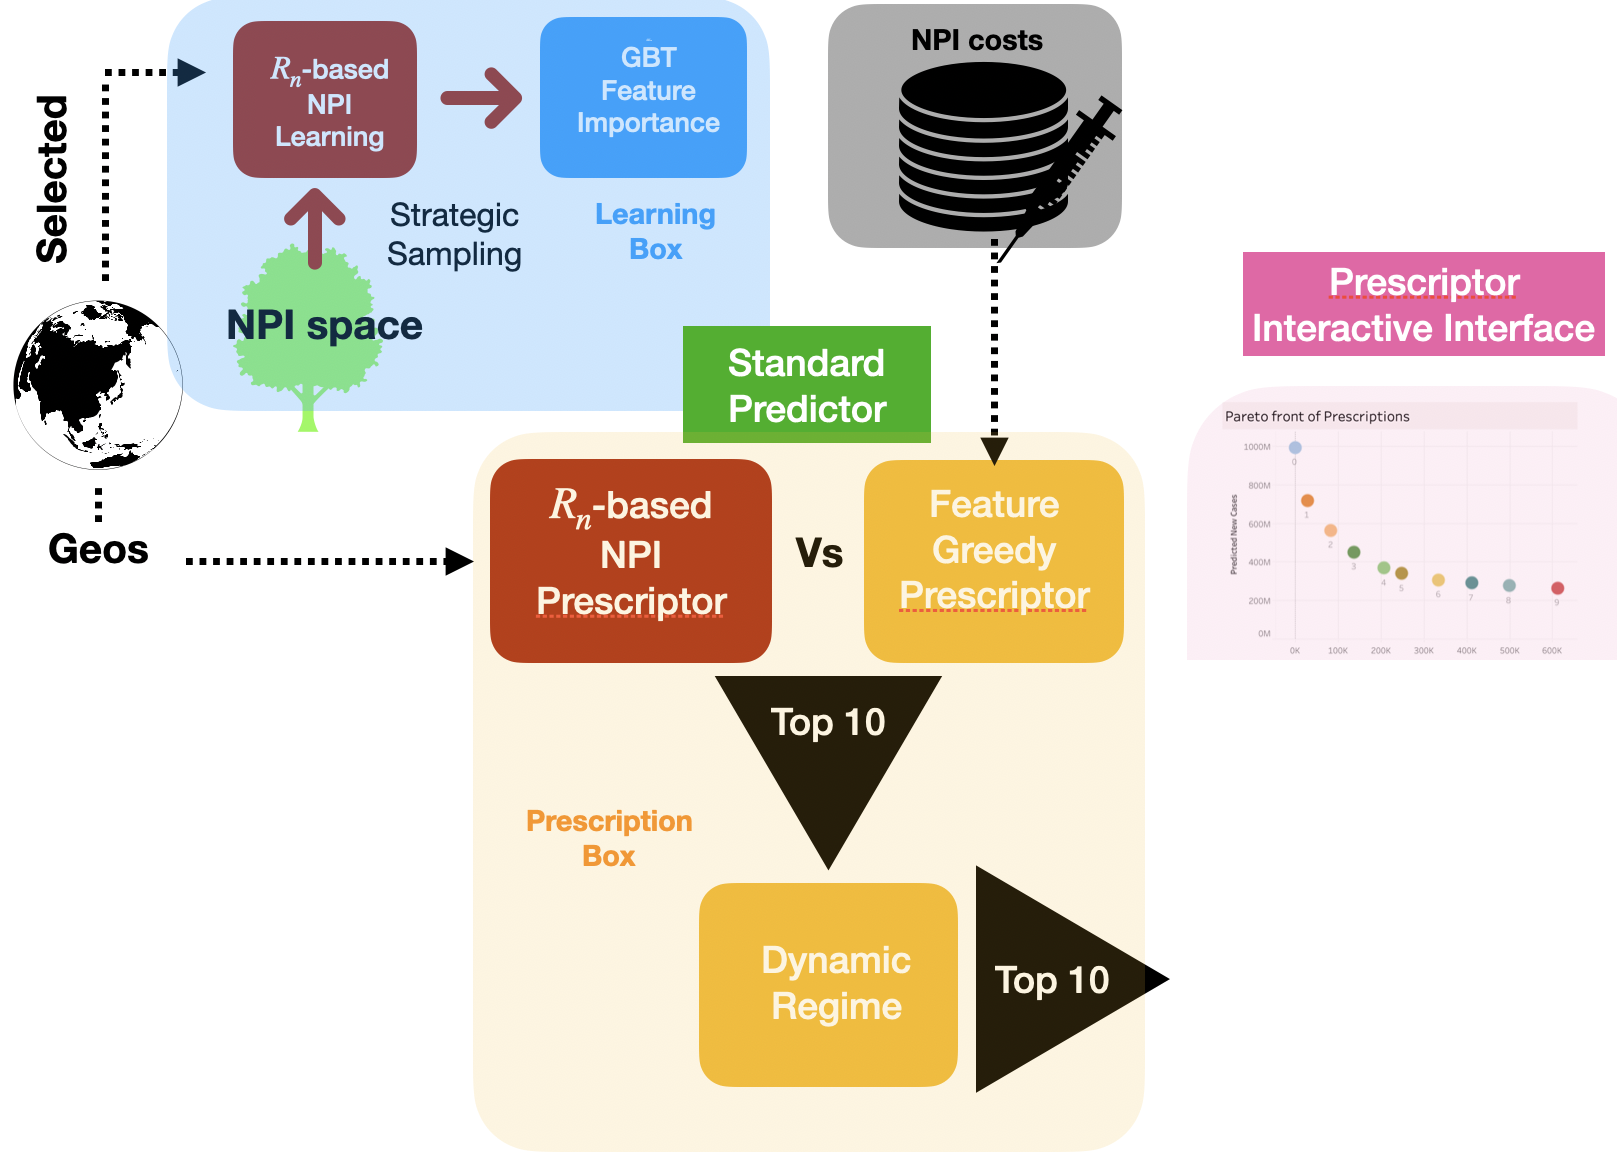 Selected
Geos
R_n-based
NPI
Learning
GBT
Feature
Importance
Strategic
Sampling
Learning
Box
NPI space
NPI costs
Standard
Predictor
R_n-based
NPI
Prescriptor
Vs
Feature
Greedy
Prescriptor
Top 10
Prescription
Box
Dynamic
Regime
Top 10
Prescriptor
Interactive Interface
Pareto front of Prescriptions
Predicted New Cases
1000M
800M
600M
400M
200M
0M
0
1
2
3
4
5
6
7
8
9
0K
100K
200K
300K
400K
500K
600K